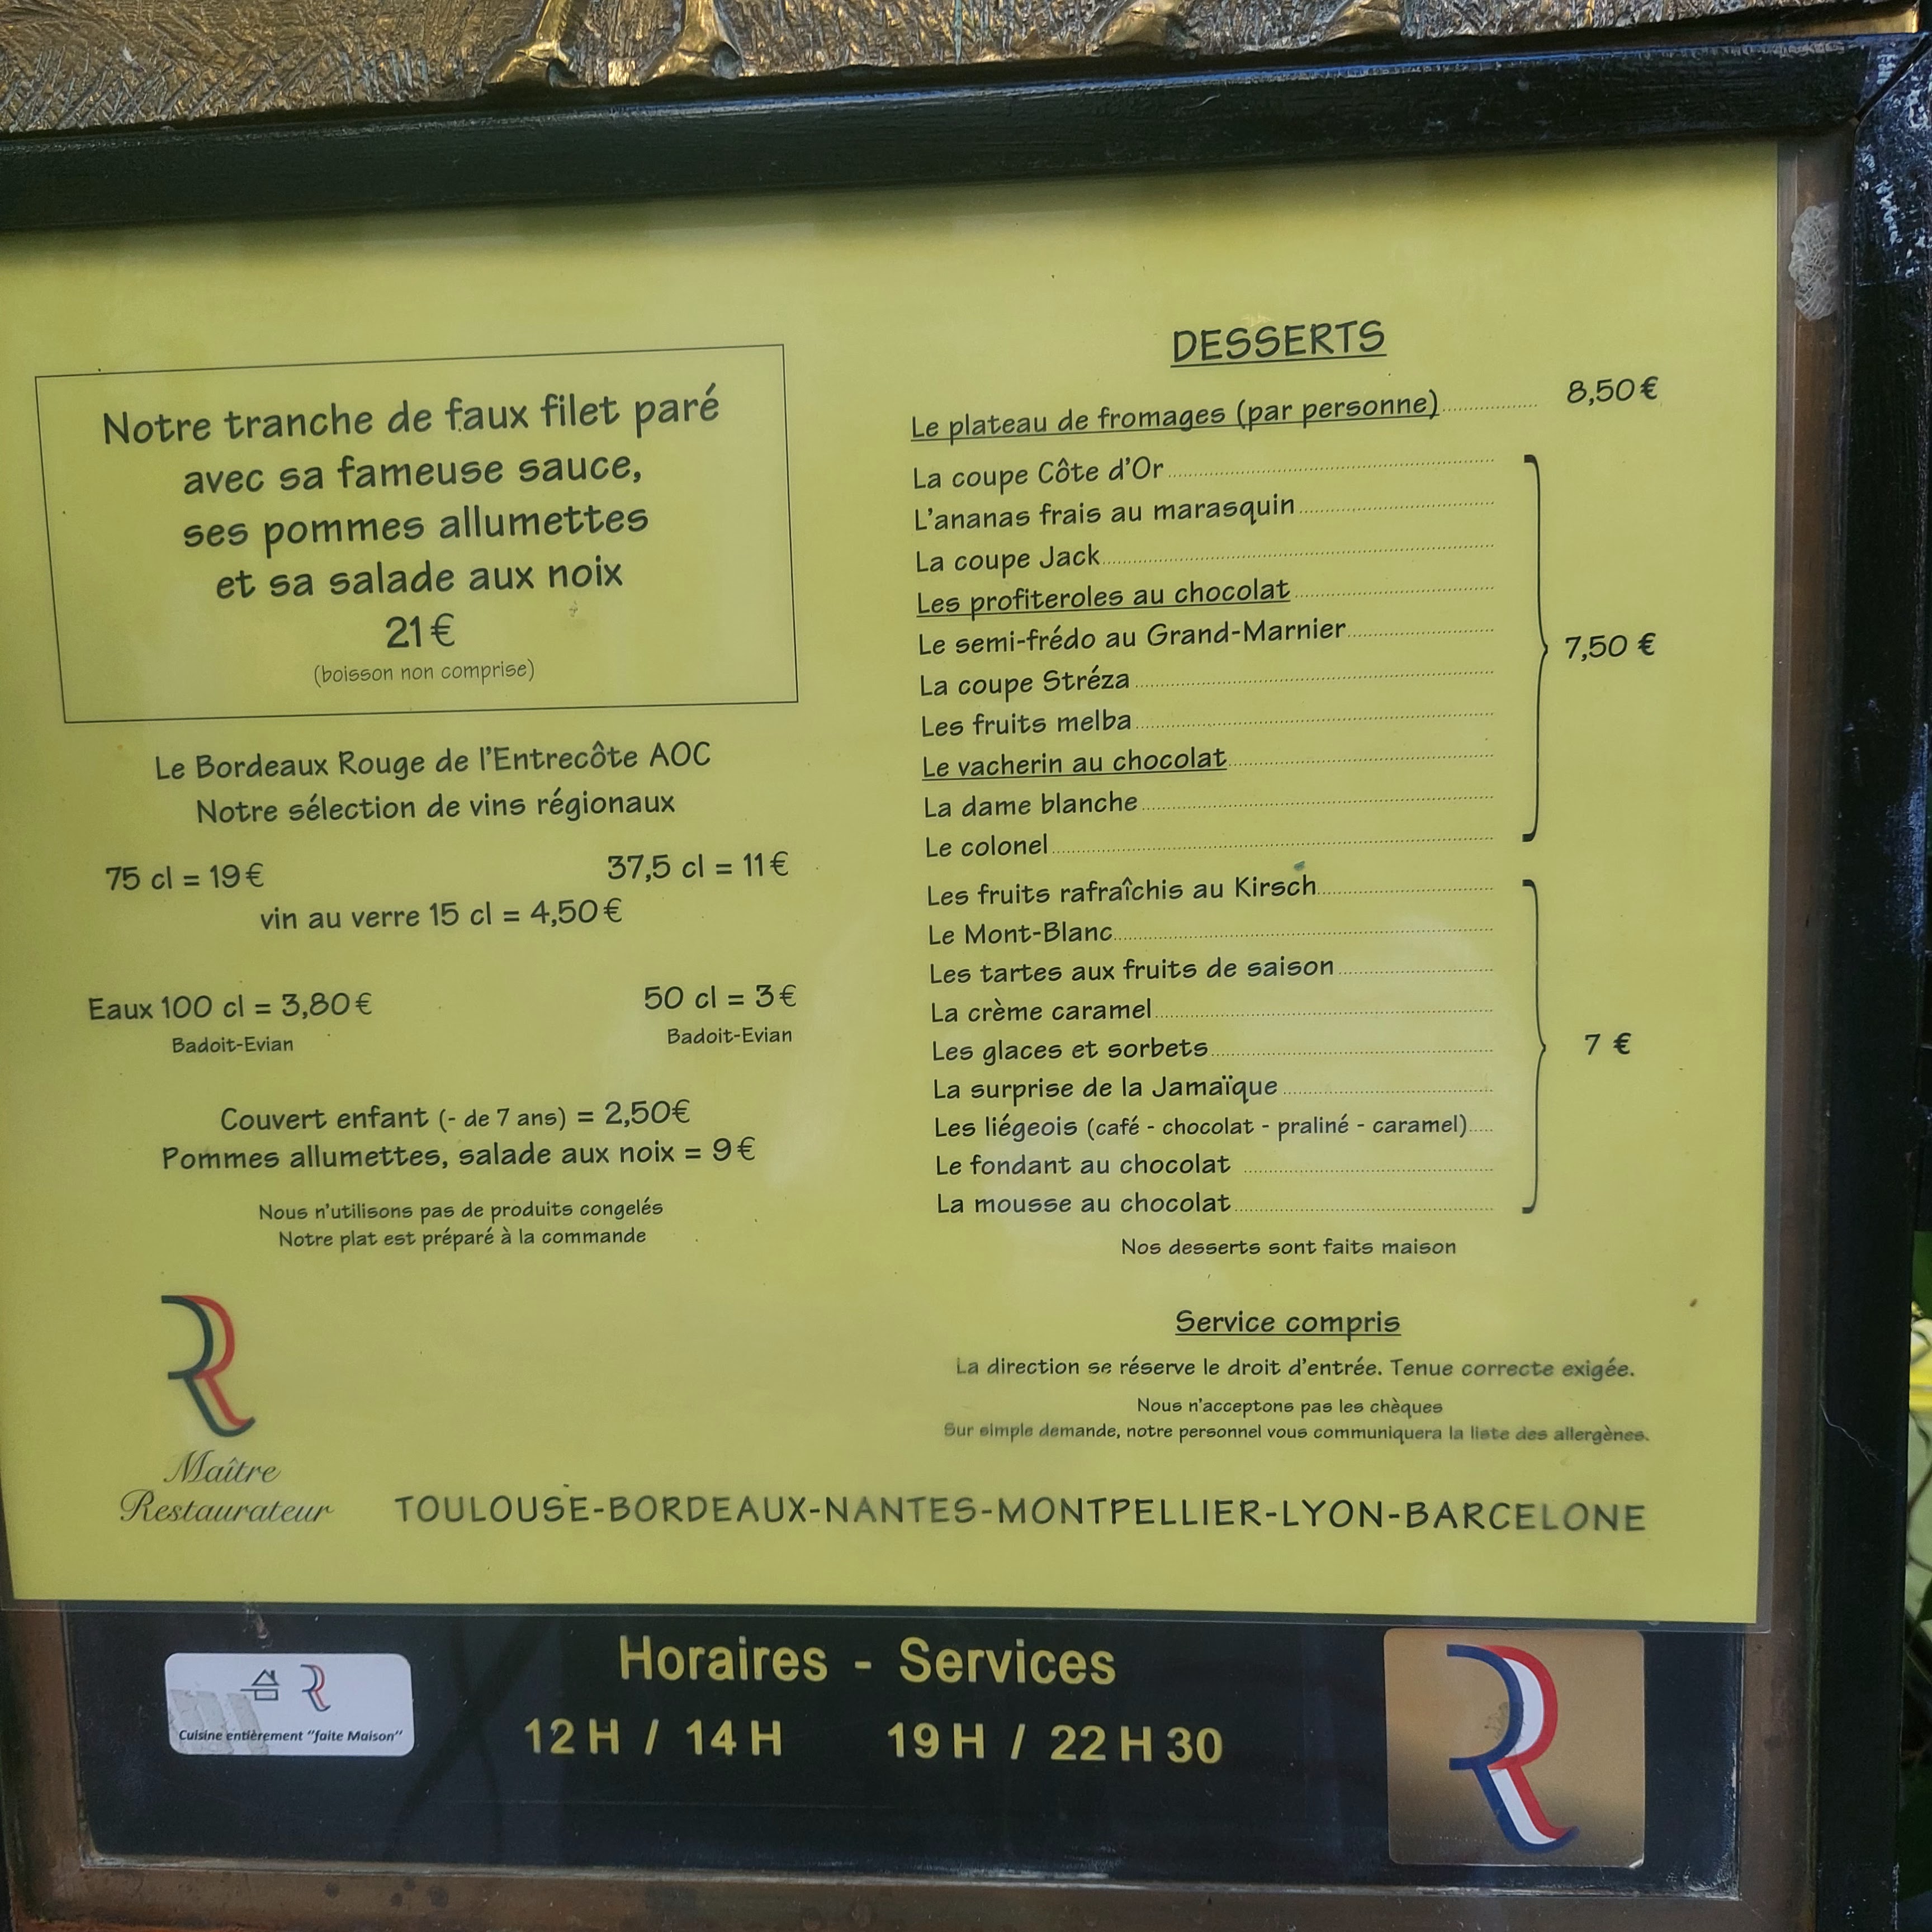 Notre tranche de faux filet paré
avec sa fameuse sauce,
ses pommes allumettes
et sa salade aux noix
21 €
(boisson non comprise)
Le Bordeaux Rouge de l'Entrecôte AOC
Notre sélection de vins régionaux
75 cl = 19 € 37,5 cl = 11 €
vin au verre 15 cl = 4,50 €
Eaux 100 cl = 3,80 € 50 cl = 3 €
Badoit-Evian Badoit-Evian
Couvert enfant (- de 7 ans) = 2,50€
Pommes allumettes, salade aux noix = 9 €
Nous n'utilisons pas de produits congelés
Notre plat est préparé à la commande
Maître
Restaurateur
DESSERTS
Le plateau de fromages (par personne) 8,50 €
La coupe Côte d'Or
L'ananas frais au marasquin
La coupe Jack
Les profiteroles au chocolat
Le semi-frédo au Grand-Marnier
La coupe Stréza
Les fruits melba
Le vacherin au chocolat
La dame blanche
Le colonel
7,50 €
Les fruits rafraîchis au Kirsch
Le Mont-Blanc
Les tartes aux fruits de saison
La crème caramel
Les glaces et sorbets
La surprise de la Jamaïque
Les liégeois (café - chocolat - praliné - caramel)
Le fondant au chocolat
La mousse au chocolat
7 €
Nos desserts sont faits maison
Service compris
La direction se réserve le droit d'entrée. Tenue correcte exigée.
Nous n'acceptons pas les chèques
Sur simple demande, notre personnel vous communiquera la liste des allergènes.
TOULOUSE-BORDEAUX-NANTES-MONTPELLIER-LYON-BARCELONE
Cuisine entièrement "faite Maison"
Horaires - Services
12 H / 14 H 19 H / 22 H 30